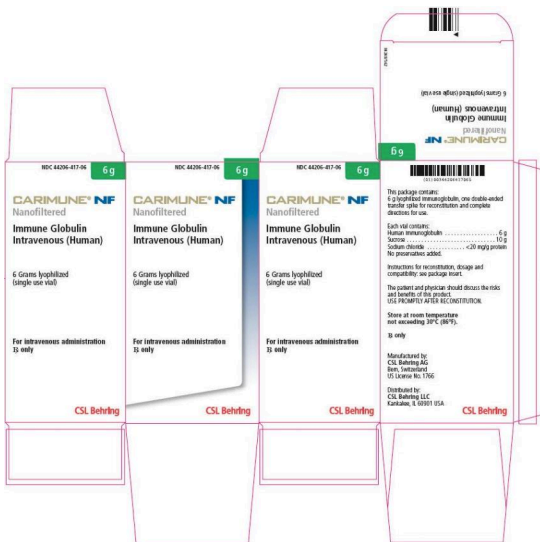 6 Grams lyophilized (single use vial)
Immune Globulin
Intravenous (Human)
Nanofiltered
CARIMUNE® NF
6 g
NDC 44206-417-06
6 g
CARIMUNE® NF
Nanofiltered
Immune Globulin
Intravenous (Human)
6 Grams lyophilized
(single use vial)
For intravenous administration
℞ only
CSL Behring
NDC 44206-417-06
6 g
CARIMUNE® NF
Nanofiltered
Immune Globulin
Intravenous (Human)
6 Grams lyophilized
(single use vial)
For intravenous administration
℞ only
CSL Behring
NDC 44206-417-06
6 g
CARIMUNE® NF
Nanofiltered
Immune Globulin
Intravenous (Human)
6 Grams lyophilized
(single use vial)
For intravenous administration
℞ only
CSL Behring
This package contains:
6 g lyophilized immunoglobulin, one double-ended
transfer spike for reconstitution and complete
directions for use.
Each vial contains:
Human immunoglobulin . . . . . . . . . . . . . . . . . . 6 g
Sucrose . . . . . . . . . . . . . . . . . . . . . . . . . . . . . 10 g
Sodium chloride . . . . . . . . . . . . . <20 mg/g protein
No preservatives added.
Instructions for reconstitution, dosage and
compatibility: see package insert.
The patient and physician should discuss the risks
and benefits of this product.
USE PROMPTLY AFTER RECONSTITUTION.
Store at room temperature
not exceeding 30°C (86°F).
℞ only
Manufactured by:
CSL Behring AG
Bern, Switzerland
US License No. 1766
Distributed by:
CSL Behring LLC
Kankakee, IL 60901 USA
CSL Behring